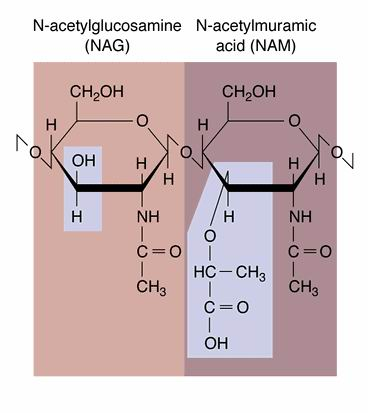 N-acetylglucosamine
(NAG)
N-acetylmuramic
acid (NAM)
CH₂OH
O
H
O
OH
H
H
H
NH
C=O
CH₃
O
CH₂OH
O
H
H
H
H
O
NH
O
HC–CH₃
C=O
OH
C=O
CH₃